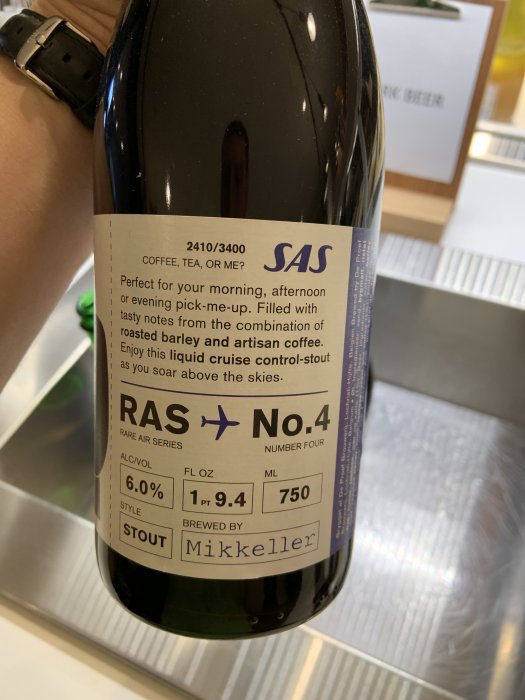 RK BEER
2410/3400
SAS
COFFEE, TEA, OR ME?
Perfect for your morning, afternoon
or evening pick-me-up. Filled with
tasty notes from the combination of
roasted barley and artisan coffee.
Enjoy this liquid cruise control-stout
as you soar above the skies.
RAS No.4
RARE AIR SERIES NUMBER FOUR
ALC/VOL FL OZ ML
6.0% 1 PT 9.4 750
STYLE BREWED BY
STOUT Mikkeller